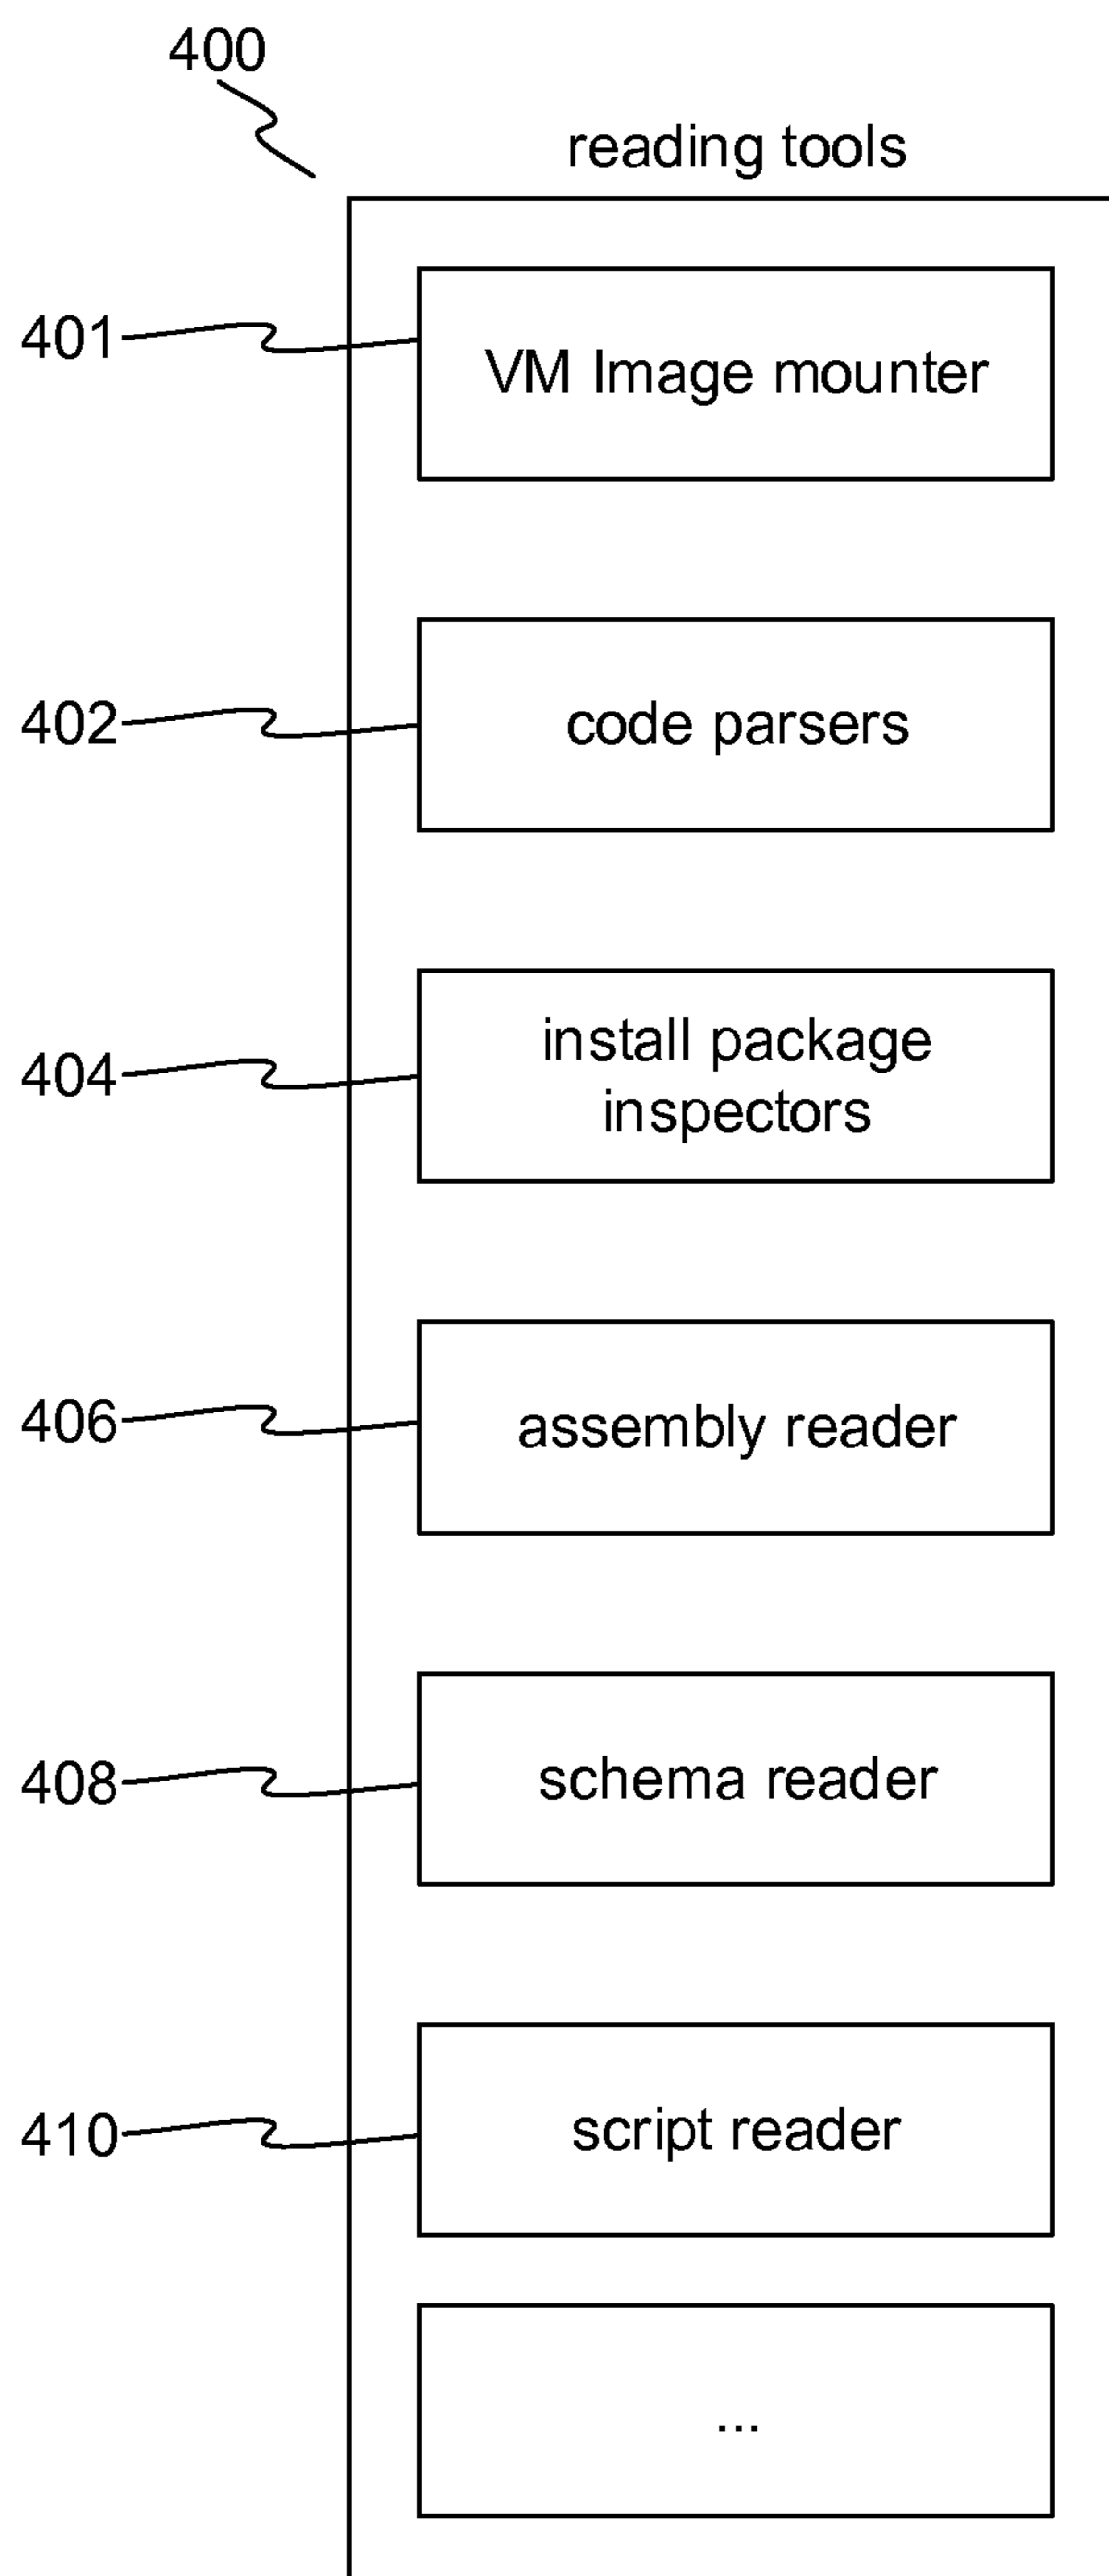 400
reading tools
401
VM Image mounter
402
code parsers
404
install package
inspectors
406
assembly reader
408
schema reader
410
script reader
...